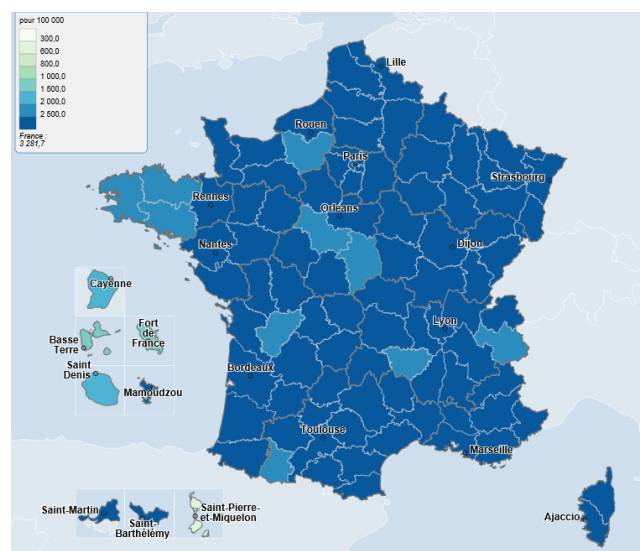 pour 100 000
300,0
600,0
800,0
1 000,0
1 500,0
2 000,0
2 500,0
France :
3 281,7
Lille
Rouen
Paris
Strasbourg
Rennes
Orléans
Nantes
Dijon
Cayenne
Lyon
Basse
Terre
Fort
de
France
Saint
Denis
Mamoudzou
Bordeaux
Toulouse
Marseille
Saint-Martin
Saint-
Barthélémy
Saint-Pierre-
et-Miquelon
Ajaccio